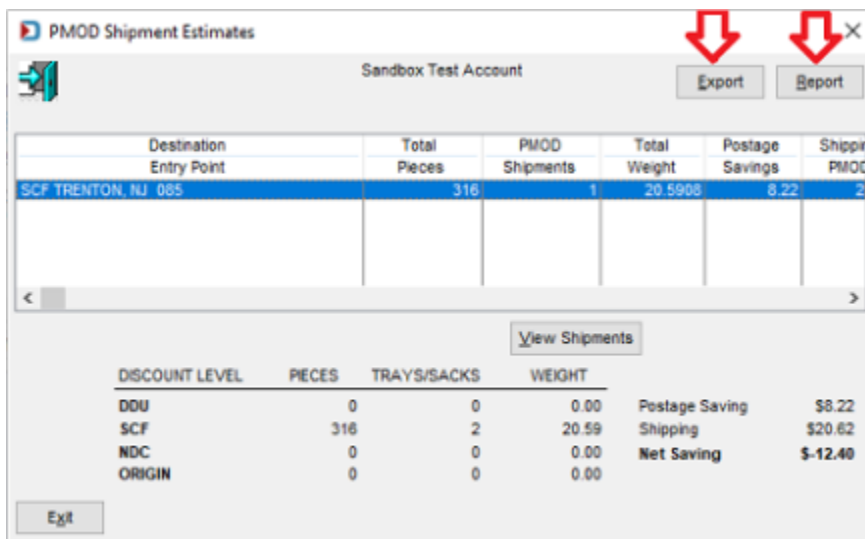 PMOD Shipment Estimates
Sandbox Test Account
Export Report
Destination Total PMOD Total Postage Shippin
Entry Point Pieces Shipments Weight Savings PMOD
SCF TRENTON, NJ 085 316 1 20.5908 8.22 2
View Shipments
DISCOUNT LEVEL PIECES TRAYS/SACKS WEIGHT
DDU 0 0 0.00 Postage Saving $8.22
SCF 316 2 20.59 Shipping $20.62
NDC 0 0 0.00 Net Saving $-12.40
ORIGIN 0 0 0.00
Exit